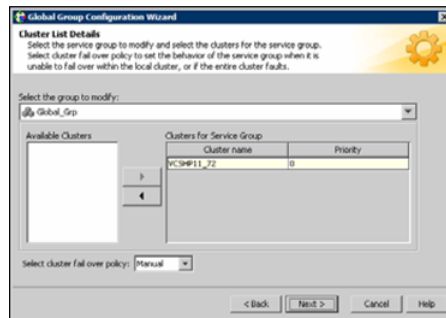 Global Group Configuration Wizard
Cluster List Details
Select the service group to modify and select the clusters for the service group.
Select cluster fail over policy to set the behavior of the service group when it is
unable to fail over within the local cluster, or if the entire cluster faults.
Select the group to modify:
Global_Grp
Available Clusters
Clusters for Service Group
Cluster name Priority
VCSMP11_72 0
Select cluster fail over policy: Manual
< Back Next > Cancel Help